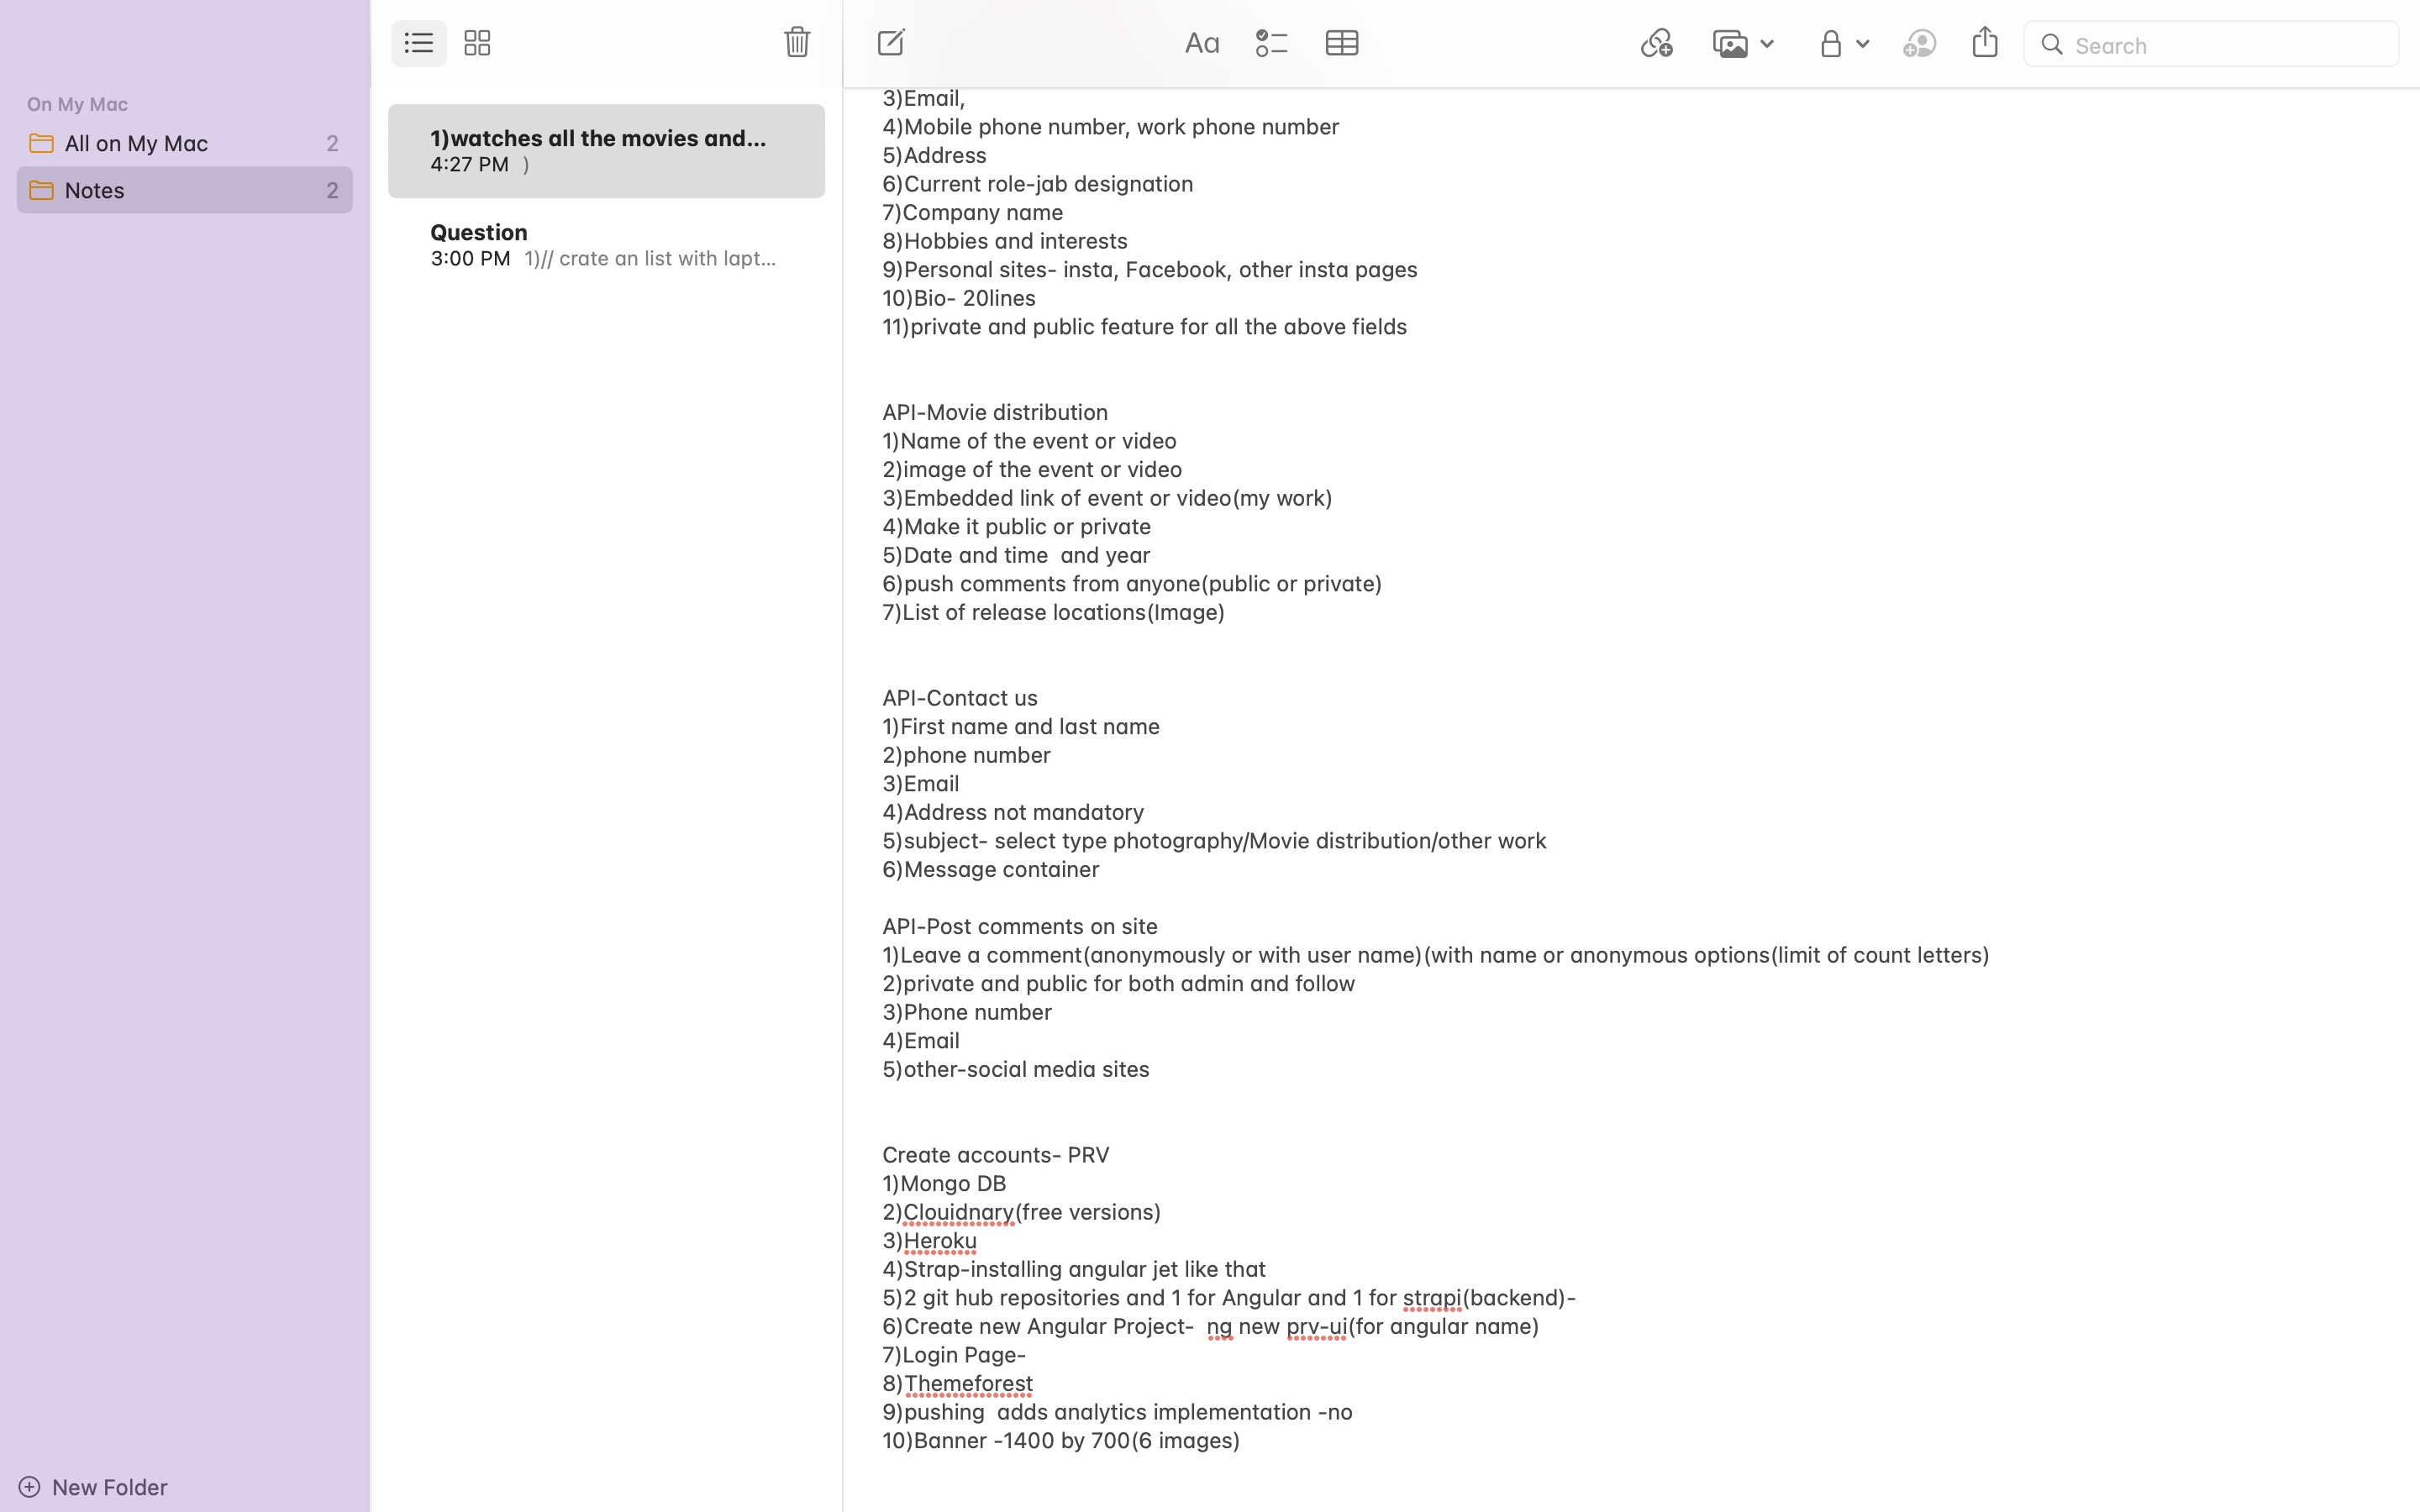 On My Mac
All on My Mac 2
Notes 2
New Folder
1)watches all the movies and...
4:27 PM )
Question
3:00 PM 1)// crate an list with lapt...
Aa
Search
3)Email,
4)Mobile phone number, work phone number
5)Address
6)Current role-jab designation
7)Company name
8)Hobbies and interests
9)Personal sites- insta, Facebook, other insta pages
10)Bio- 20lines
11)private and public feature for all the above fields
API-Movie distribution
1)Name of the event or video
2)image of the event or video
3)Embedded link of event or video(my work)
4)Make it public or private
5)Date and time  and year
6)push comments from anyone(public or private)
7)List of release locations(Image)
API-Contact us
1)First name and last name
2)phone number
3)Email
4)Address not mandatory
5)subject- select type photography/Movie distribution/other work
6)Message container
API-Post comments on site
1)Leave a comment(anonymously or with user name)(with name or anonymous options(limit of count letters)
2)private and public for both admin and follow
3)Phone number
4)Email
5)other-social media sites
Create accounts- PRV
1)Mongo DB
2)Clouidnary(free versions)
3)Heroku
4)Strap-installing angular jet like that
5)2 git hub repositories and 1 for Angular and 1 for strapi(backend)-
6)Create new Angular Project-  ng new prv-ui(for angular name)
7)Login Page-
8)Themeforest
9)pushing  adds analytics implementation -no
10)Banner -1400 by 700(6 images)